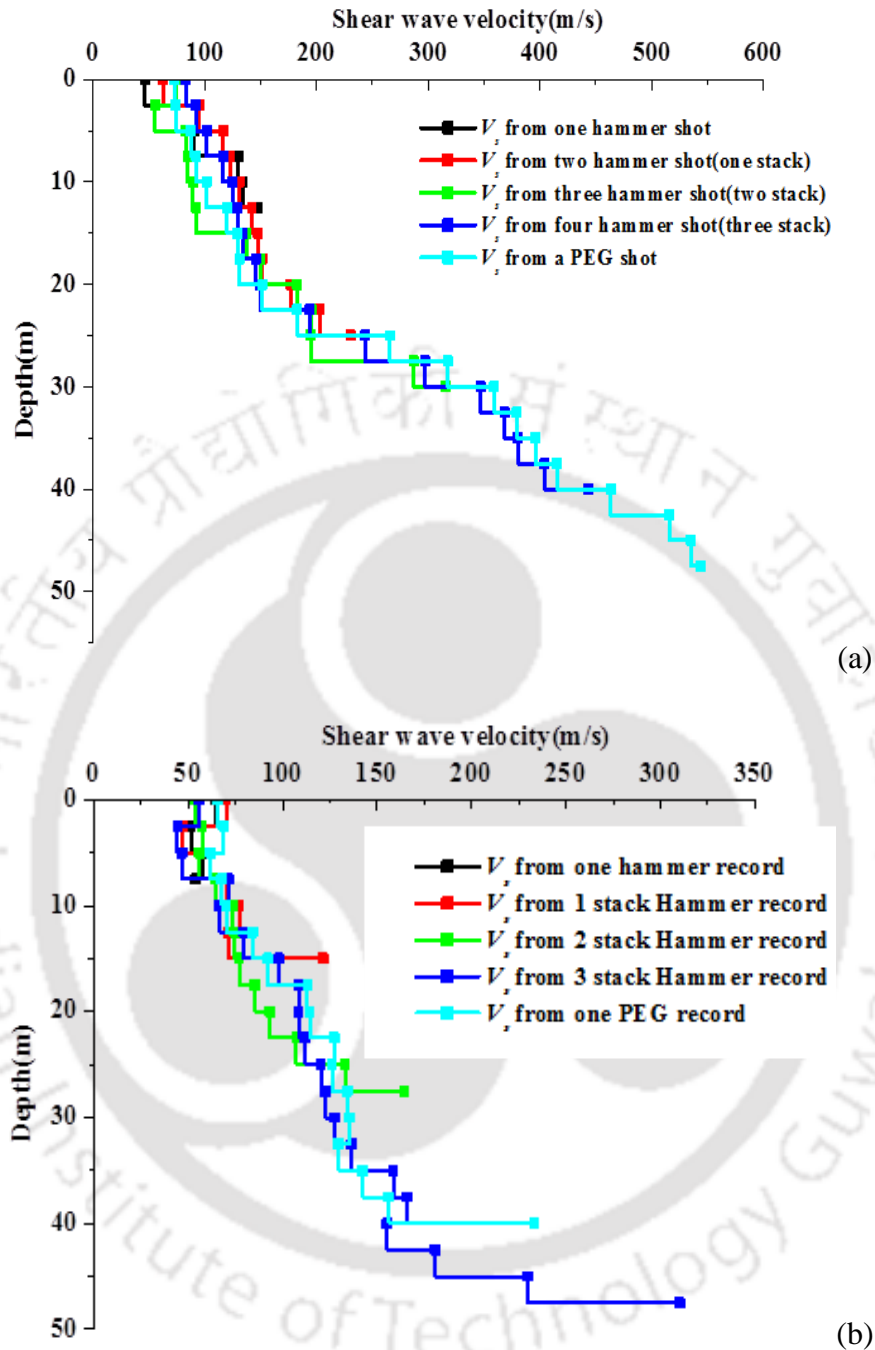 Shear wave velocity(m/s)
0 100 200 300 400 500 600
Depth(m)
0
10
20
30
40
50
Vs from one hammer shot
Vs from two hammer shot(one stack)
Vs from three hammer shot(two stack)
Vs from four hammer shot(three stack)
Vs from a PEG shot
(a)
Shear wave velocity(m/s)
0 50 100 150 200 250 300 350
Depth(m)
0
10
20
30
40
50
Vs from one hammer record
Vs from 1 stack Hammer record
Vs from 2 stack Hammer record
Vs from 3 stack Hammer record
Vs from one PEG record
(b)
Institute of Technology Guwa